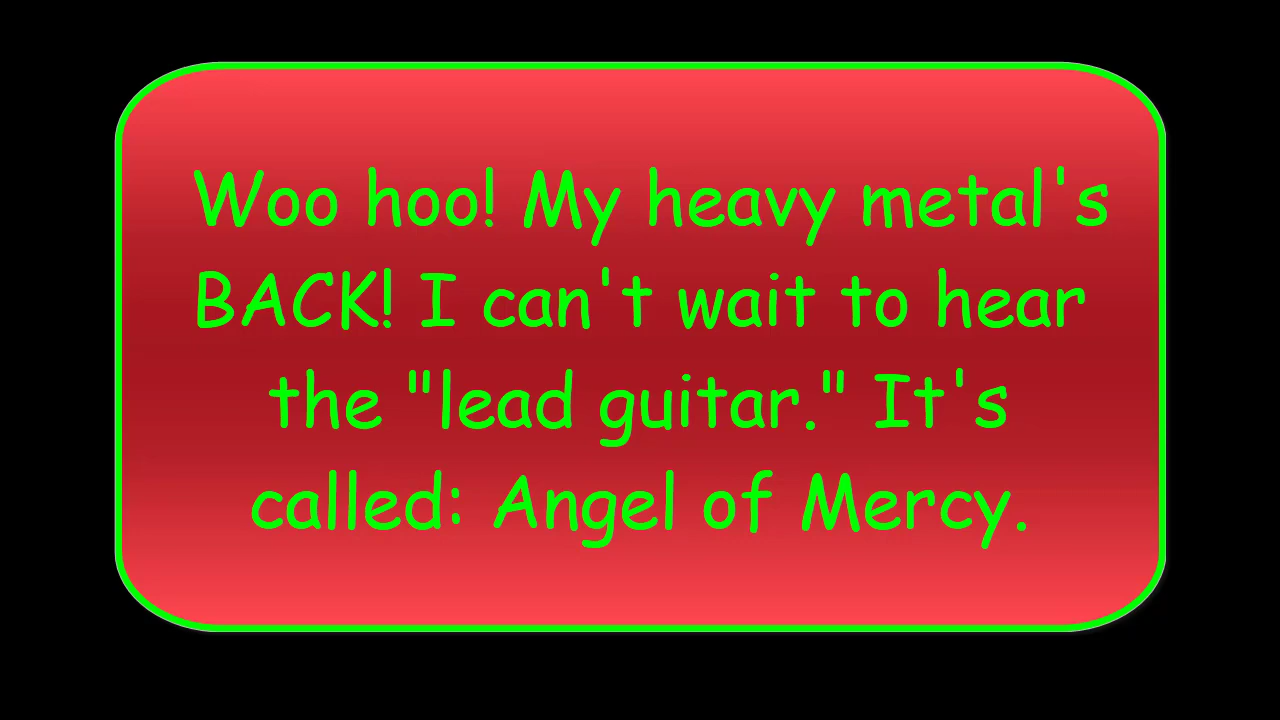 Woo hoo! My heavy metal's
BACK! I can't wait to hear
the "lead guitar." It's
called: Angel of Mercy.